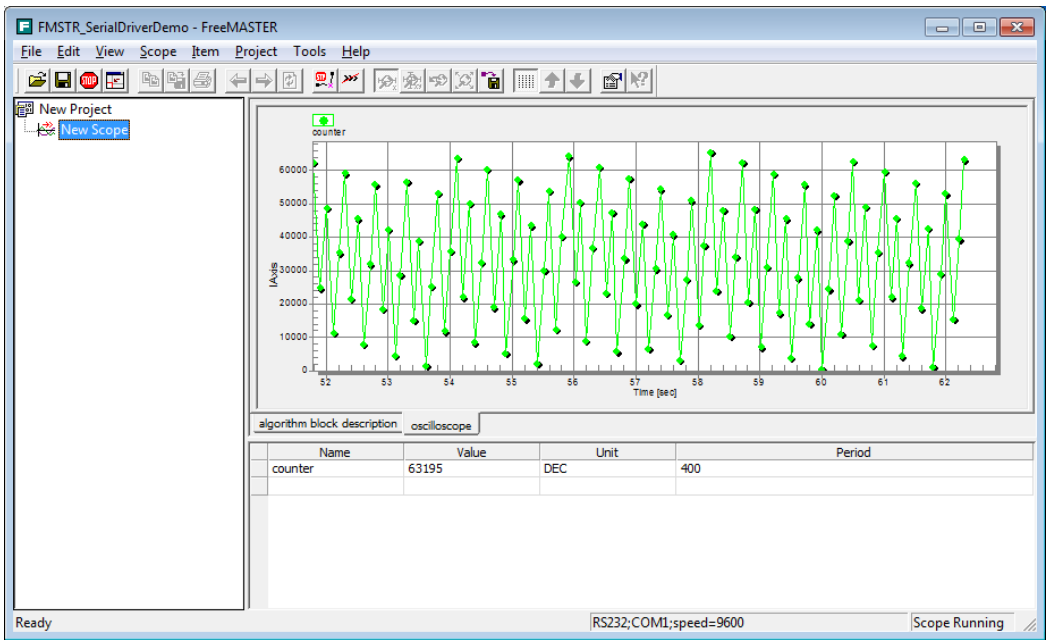 FMSTR_SerialDriverDemo - FreeMASTER
File Edit View Scope Item Project Tools Help
STOP
New Project
New Scope
counter
60000
50000
40000
30000
20000
10000
0
IAxis
52 53 54 55 56 57 58 59 60 61 62
Time [sec]
algorithm block description oscilloscope
Name Value Unit Period
counter 63195 DEC 400
Ready RS232;COM1;speed=9600 Scope Running